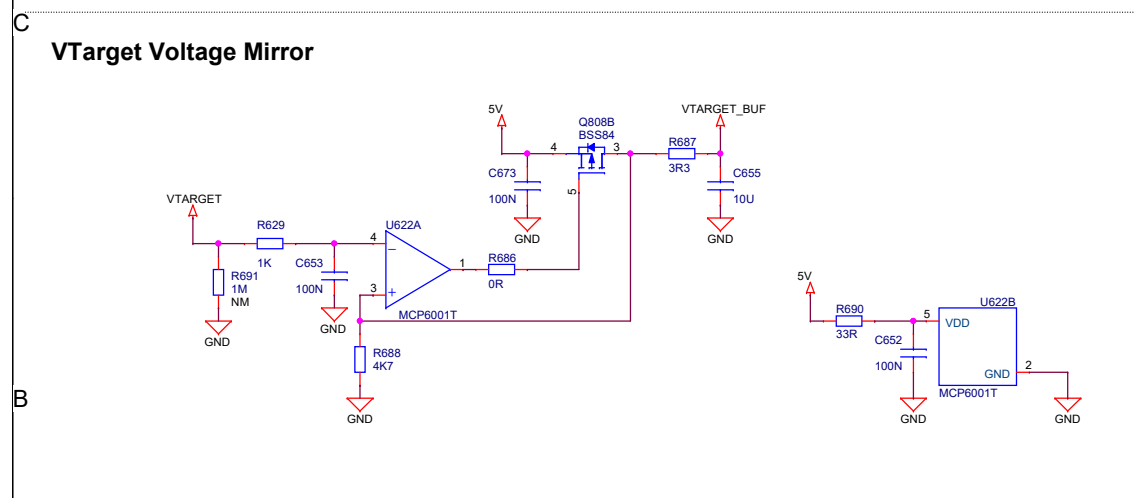 C
VTarget Voltage Mirror
5V
Q808B
BSS84
VTARGET_BUF
4
3
R687
3R3
C673
100N
5
C655
10U
GND
GND
VTARGET
R629
1K
U622A
4
C653
100N
R691
1M
NM
1
R686
0R
3
MCP6001T
GND
GND
R688
4K7
GND
5V
R690
33R
U622B
5
VDD
C652
100N
GND
2
MCP6001T
GND
GND
B